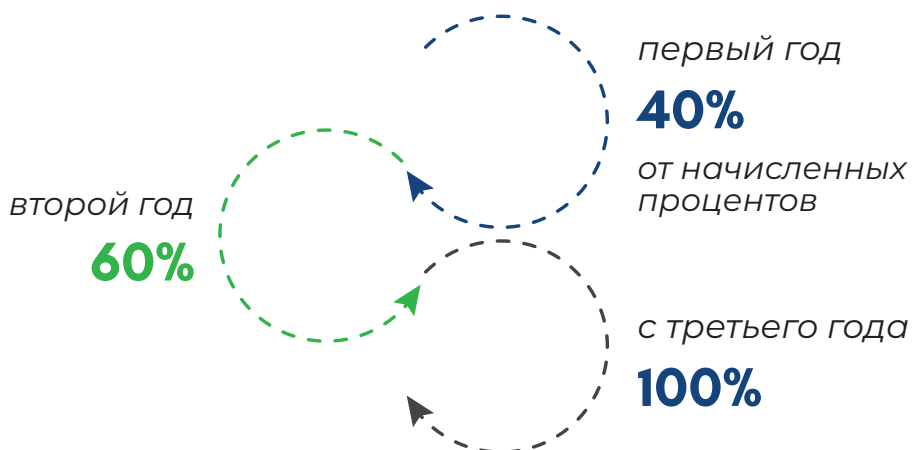 первый год
40%
от начисленных
процентов
второй год
60%
с третьего года
100%